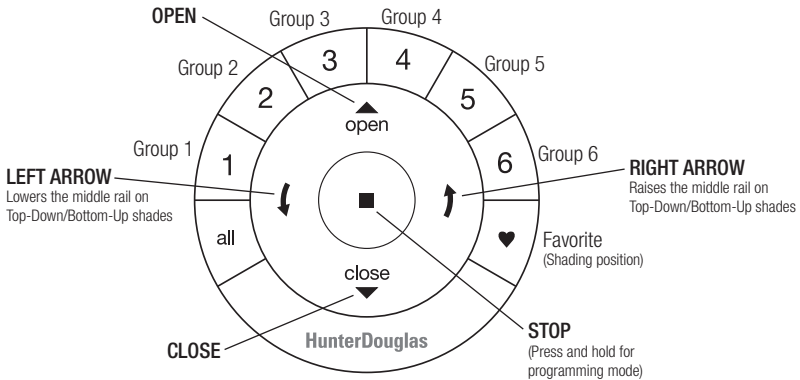 OPEN
Group 3
Group 4
Group 2
3
4
Group 5
2
5
open
Group 1
1
6
Group 6
LEFT ARROW
Lowers the middle rail on
Top-Down/Bottom-Up shades
RIGHT ARROW
Raises the middle rail on
Top-Down/Bottom-Up shades
all
Favorite
(Shading position)
close
HunterDouglas
CLOSE
STOP
(Press and hold for
programming mode)